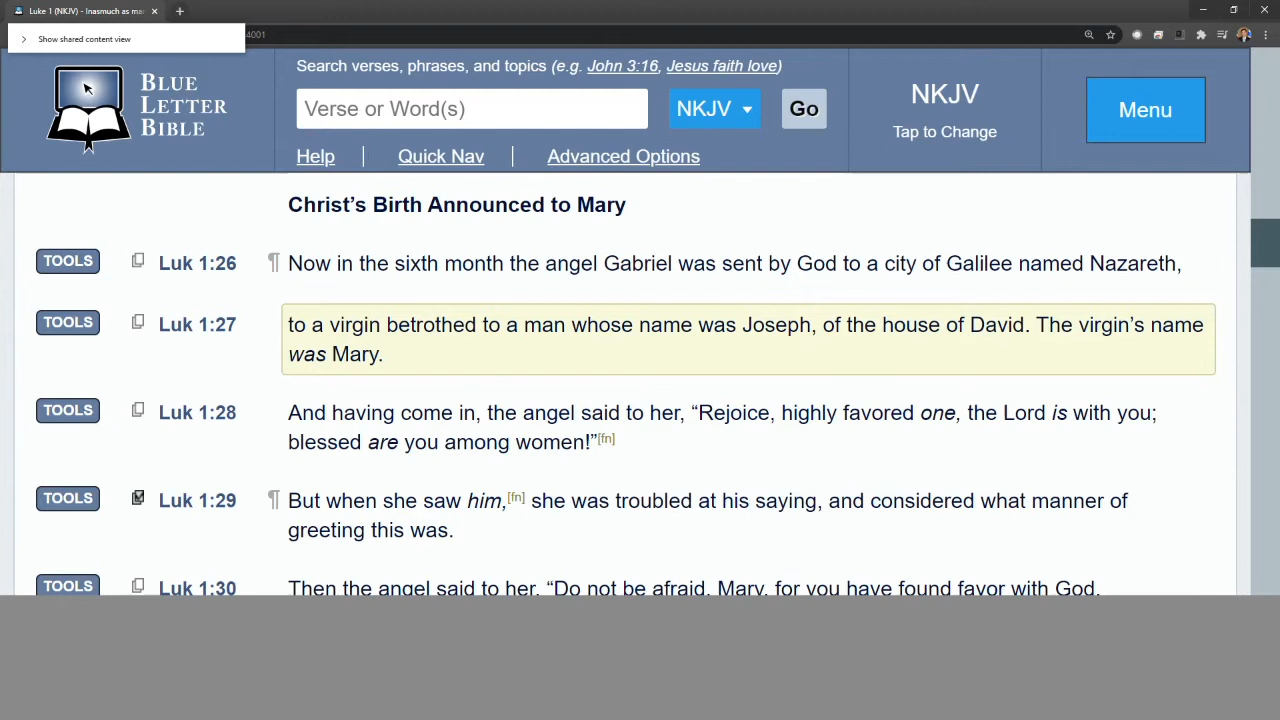 Luke 1 (NKJV) - Inasmuch as ma
Show shared content view
4001
BLUE
LETTER
BIBLE
Search verses, phrases, and topics (e.g. John 3:16, Jesus faith love)
Verse or Word(s)
NKJV
Go
Help
Quick Nav
Advanced Options
NKJV
Tap to Change
Menu
Christ’s Birth Announced to Mary
TOOLS Luk 1:26 ¶ Now in the sixth month the angel Gabriel was sent by God to a city of Galilee named Nazareth,
TOOLS Luk 1:27 to a virgin betrothed to a man whose name was Joseph, of the house of David. The virgin’s name
was Mary.
TOOLS Luk 1:28 And having come in, the angel said to her, “Rejoice, highly favored one, the Lord is with you;
blessed are you among women!”[fn]
TOOLS Luk 1:29 ¶ But when she saw him,[fn] she was troubled at his saying, and considered what manner of
greeting this was.
TOOLS Luk 1:30 Then the angel said to her, “Do not be afraid, Mary, for you have found favor with God.